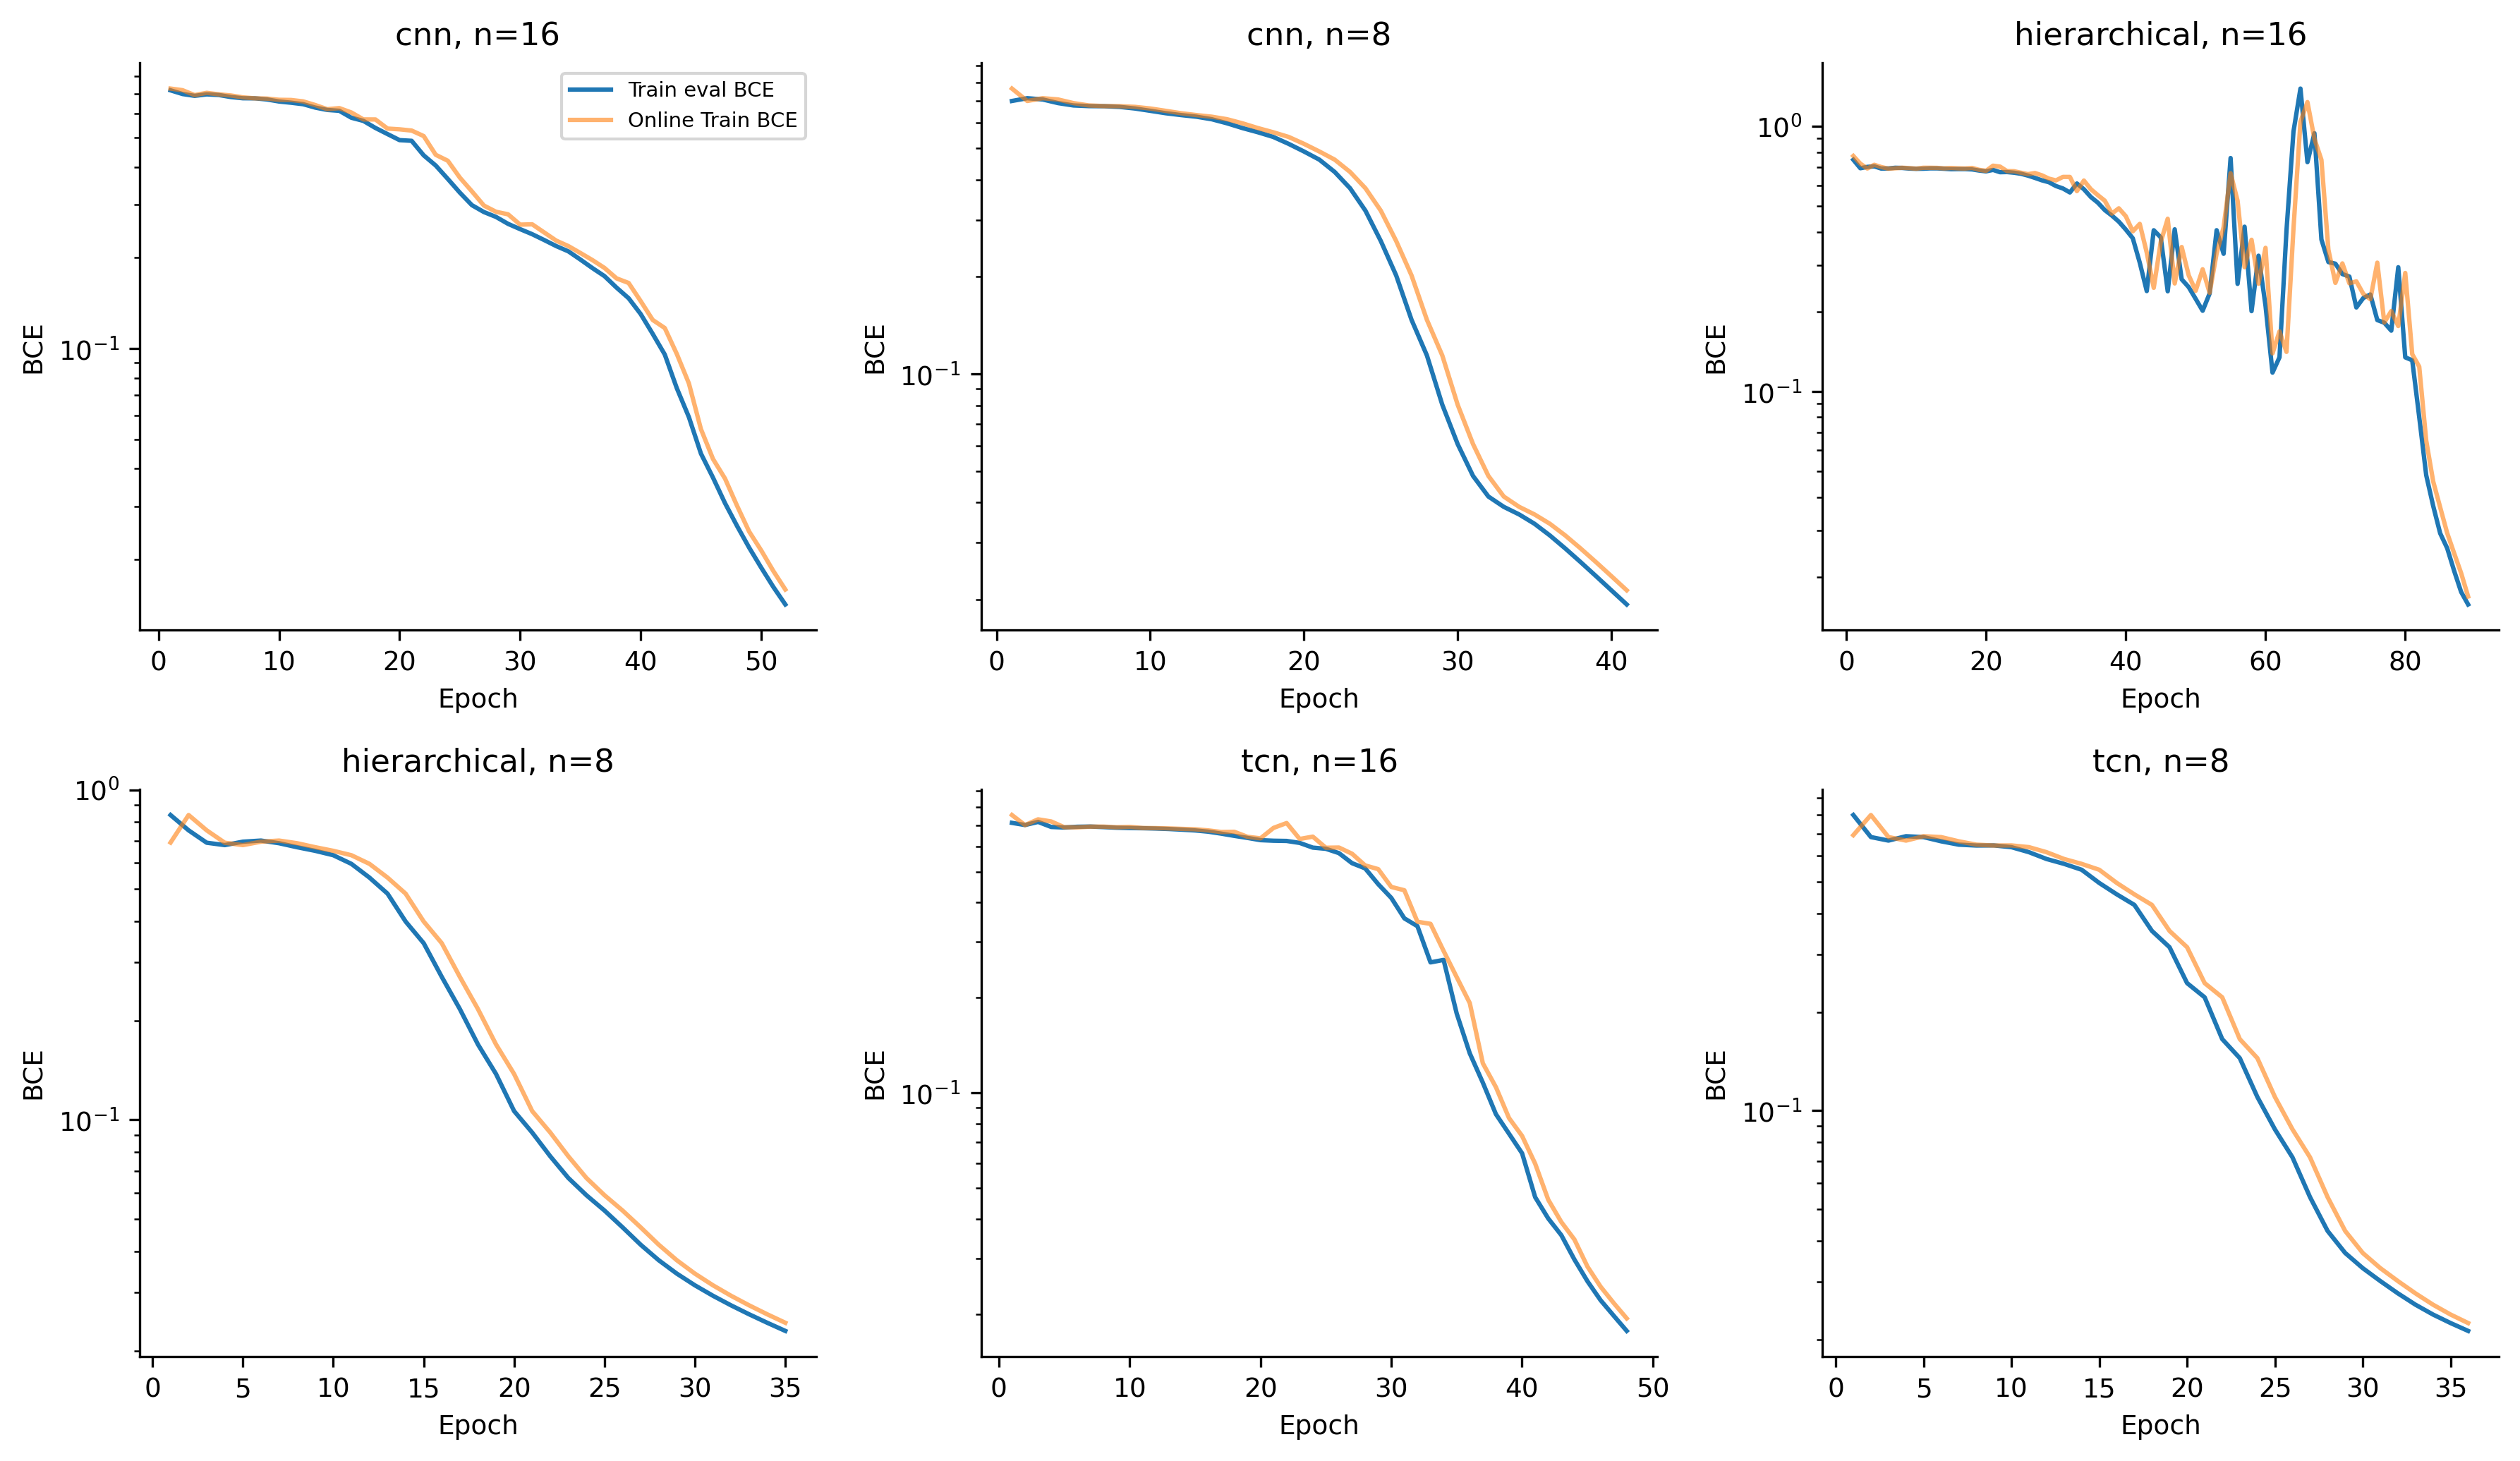 cnn, n=16
Train eval BCE
Online Train BCE
BCE
10⁻¹
0 10 20 30 40 50
Epoch
cnn, n=8
BCE
10⁻¹
0 10 20 30 40
Epoch
hierarchical, n=16
BCE
10⁰
10⁻¹
0 20 40 60 80
Epoch
hierarchical, n=8
BCE
10⁰
10⁻¹
0 5 10 15 20 25 30 35
Epoch
tcn, n=16
BCE
10⁻¹
0 10 20 30 40 50
Epoch
tcn, n=8
BCE
10⁻¹
0 5 10 15 20 25 30 35
Epoch